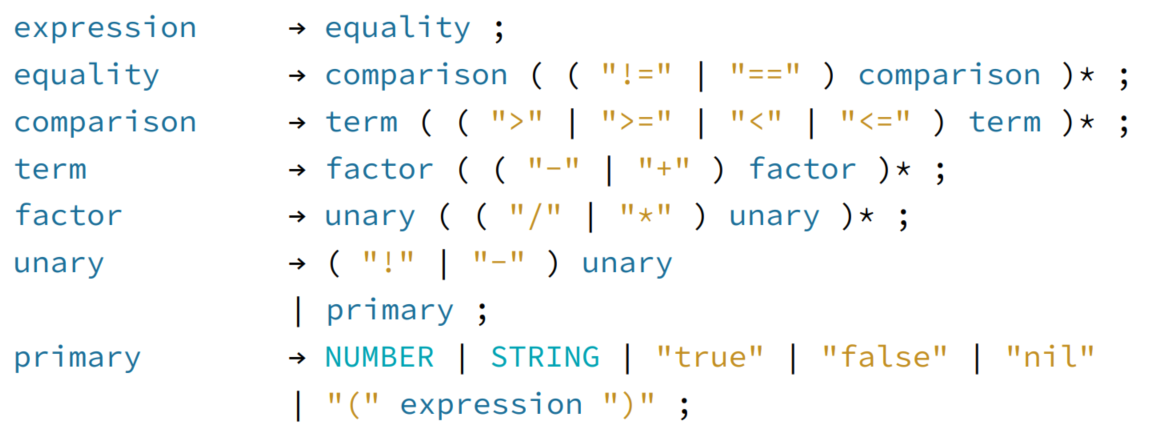 expression → equality ;
equality → comparison ( ( "!=" | "==" ) comparison )* ;
comparison → term ( ( ">" | ">=" | "<" | "<=" ) term )* ;
term → factor ( ( "-" | "+" ) factor )* ;
factor → unary ( ( "/" | "*" ) unary )* ;
unary → ( "!" | "-" ) unary
| primary ;
primary → NUMBER | STRING | "true" | "false" | "nil"
| "(" expression ")" ;